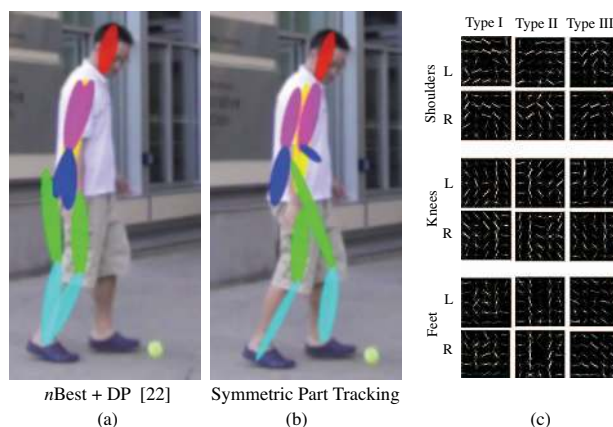 Type I Type II Type III
Shoulders
L
R
Knees
L
R
Feet
L
R
nBest + DP [22]
Symmetric Part Tracking
(a)
(b)
(c)